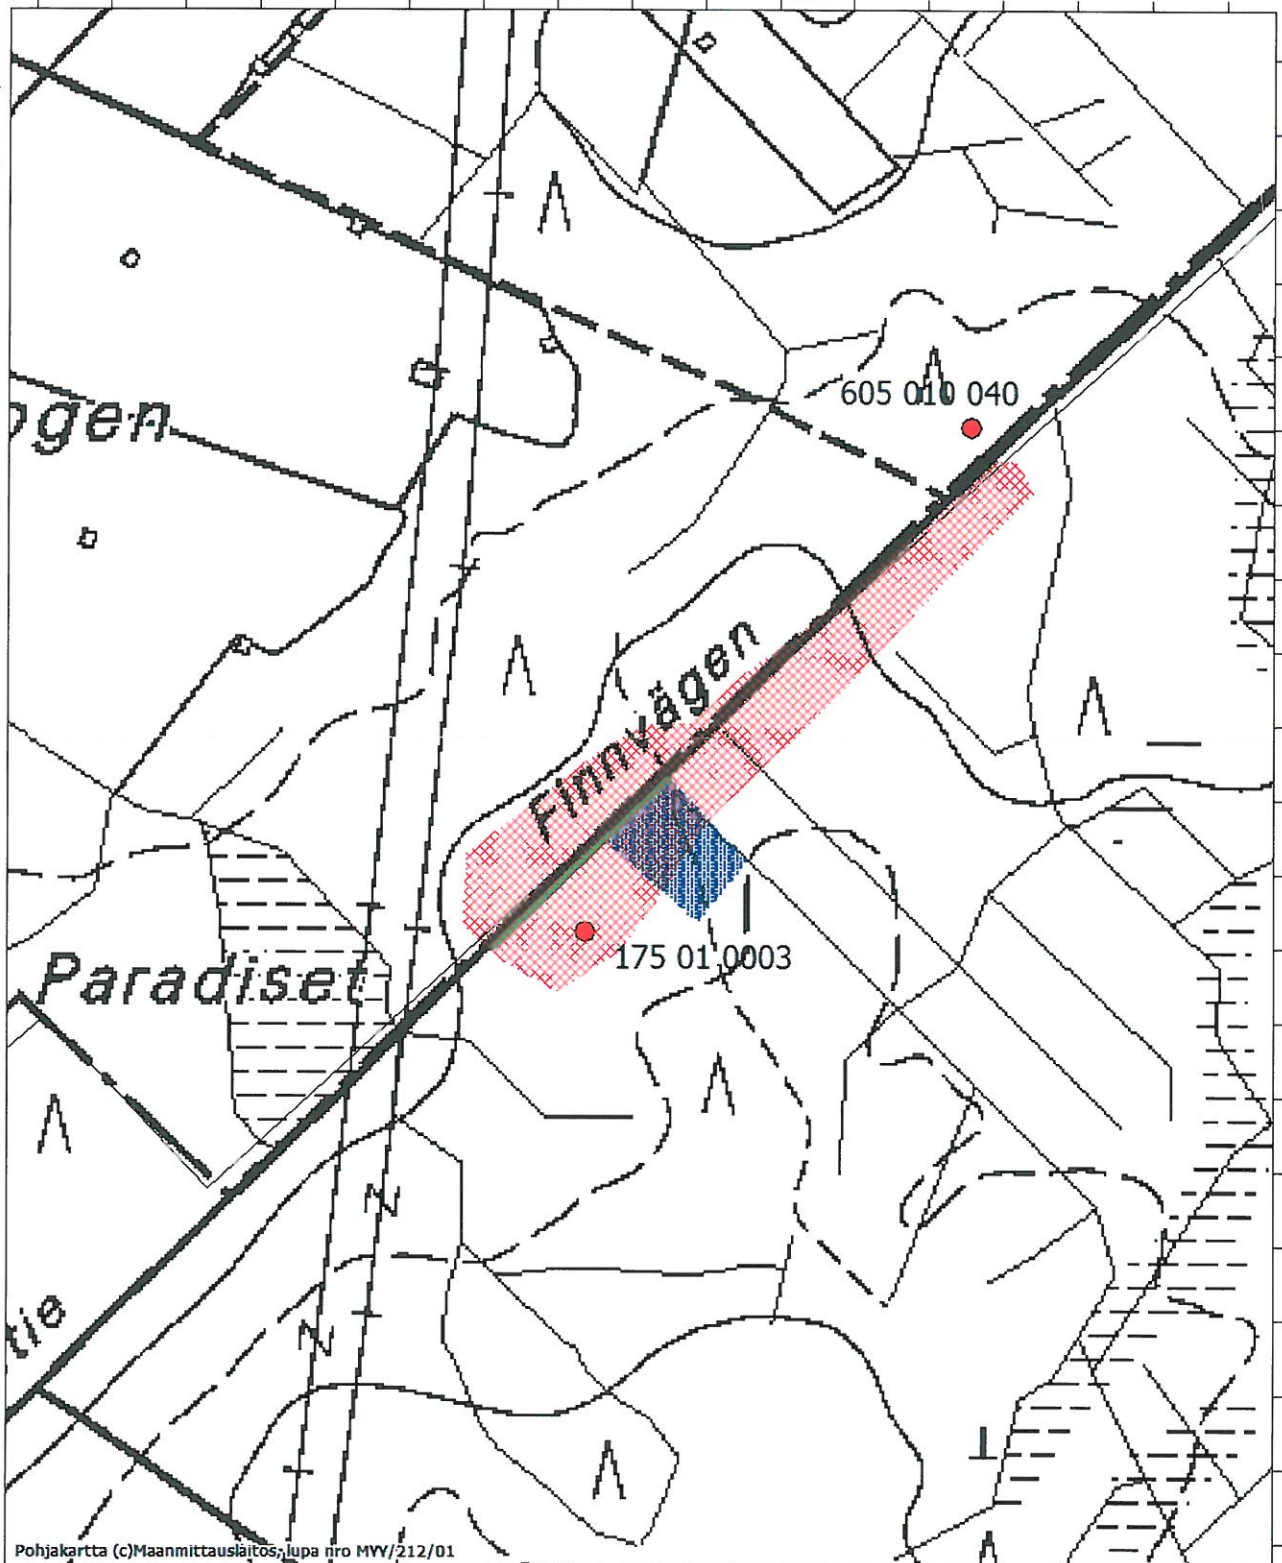 605 010 040
ogen
Finnvägen
175 01 0003
Paradiset
tie
Pohjakartta (c)Maanmittauslaitos, lupa nro MYY/212/01